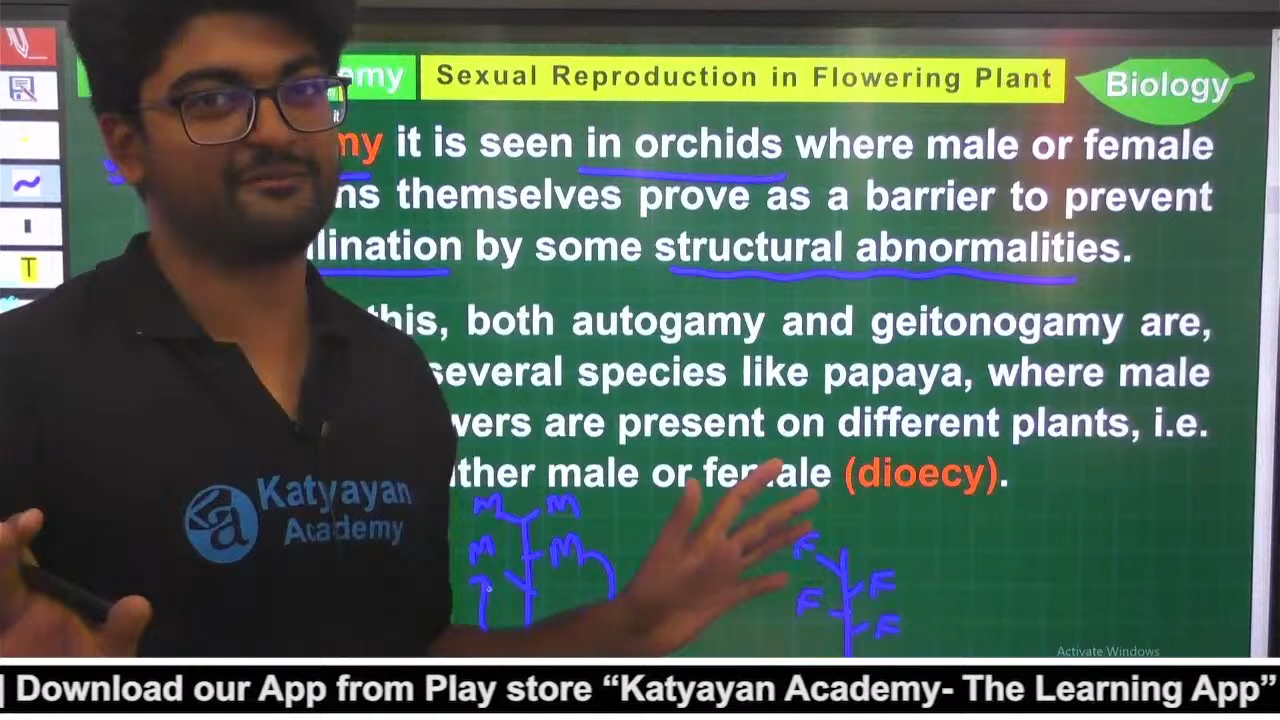 my Sexual Reproduction in Flowering Plant Biology
my it is seen in orchids where male or female
ns themselves prove as a barrier to prevent
llination by some structural abnormalities.
this, both autogamy and geitonogamy are,
several species like papaya, where male
wers are present on different plants, i.e.
ther male or female (dioecy).
M M
M M
F
F
F
F
Katyayan
Academy
Activate Windows
| Download our App from Play store “Katyayan Academy- The Learning App”